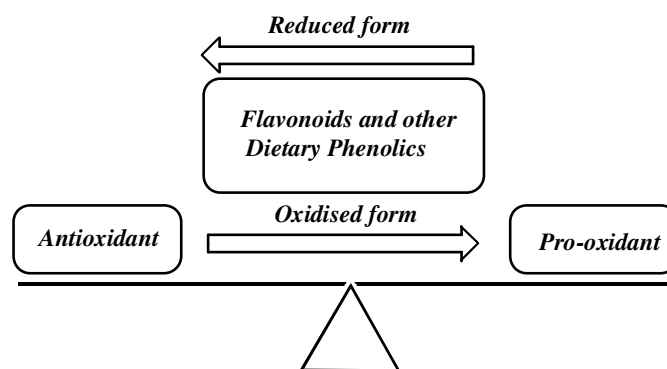 Reduced form
Flavonoids and other
Dietary Phenolics
Oxidised form
Antioxidant
Pro-oxidant